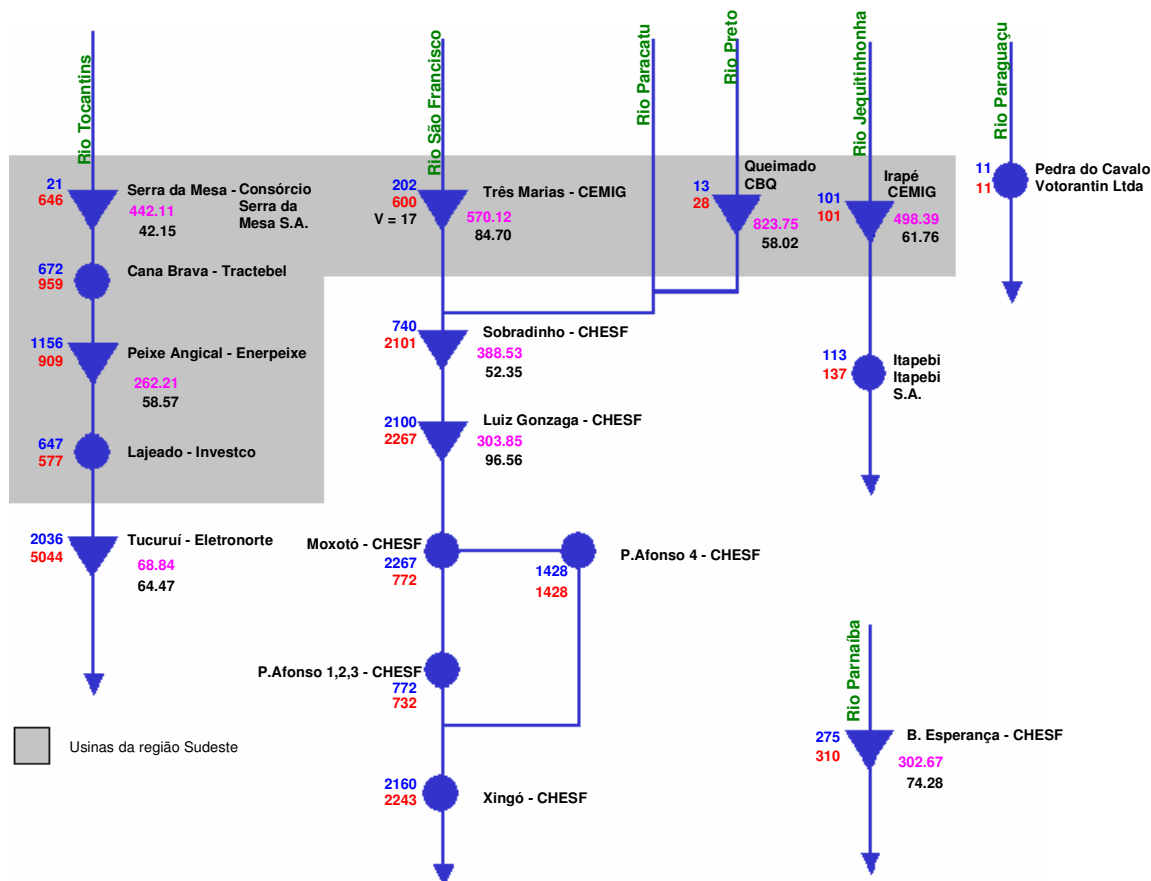 Rio Tocantins
Rio São Francisco
Rio Paracatu
Rio Preto
Rio Jequitinhonha
Rio Paraguaçu
21
646
Serra da Mesa - Consórcio
Serra da
Mesa S.A.
442.11
42.15
672
959
Cana Brava - Tractebel
1156
909
Peixe Angical - Enerpeixe
262.21
58.57
647
577
Lajeado - Investco
2036
5044
Tucuruí - Eletronorte
68.84
64.47
202
600
V = 17
Três Marias - CEMIG
570.12
84.70
13
28
Queimado
CBQ
823.75
58.02
101
101
Irapé
CEMIG
498.39
61.76
11
11
Pedra do Cavalo
Votorantin Ltda
740
2101
Sobradinho - CHESF
388.53
52.35
2100
2267
Luiz Gonzaga - CHESF
303.85
96.56
113
137
Itapebi
Itapebi
S.A.
Moxotó - CHESF
2267
772
1428
1428
P.Afonso 4 - CHESF
P.Afonso 1,2,3 - CHESF
772
732
2160
2243
Xingó - CHESF
Rio Parnaíba
275
310
B. Esperança - CHESF
302.67
74.28
Usinas da região Sudeste